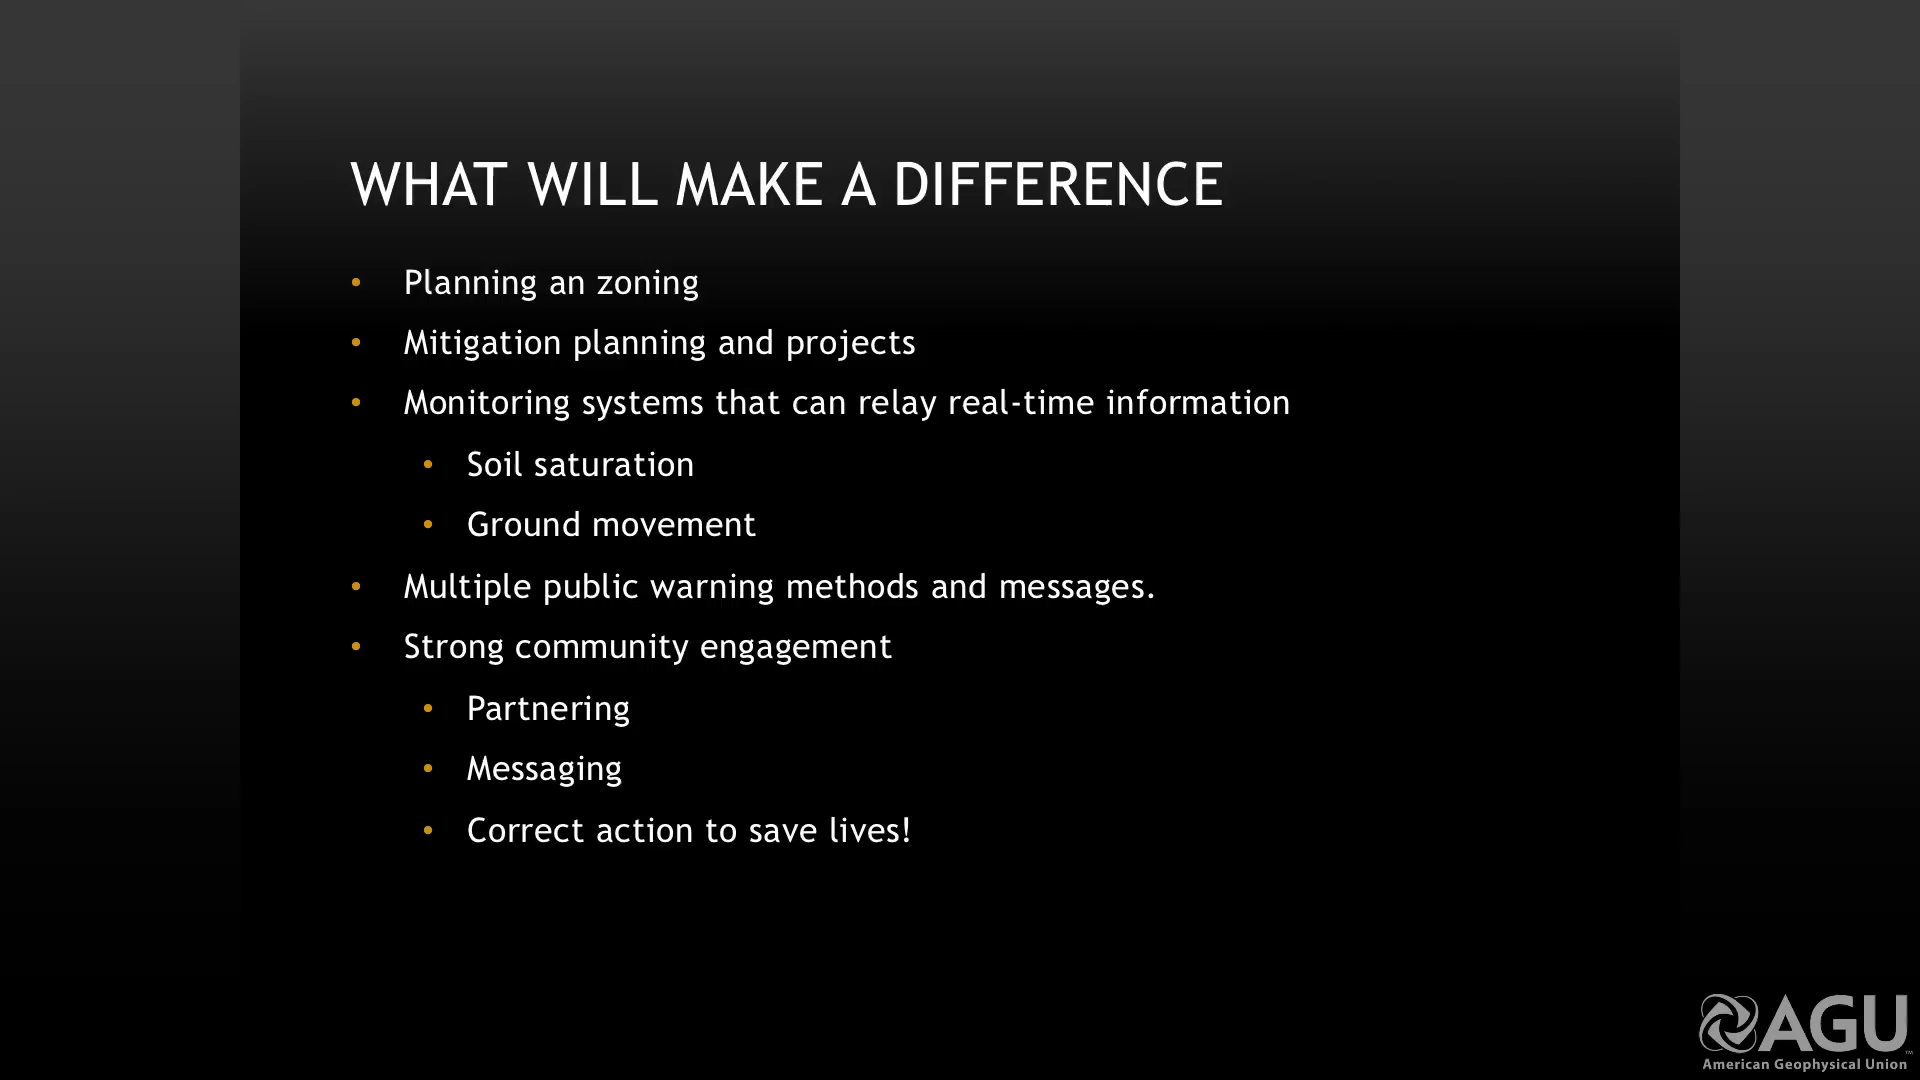 WHAT WILL MAKE A DIFFERENCE
• Planning an zoning
• Mitigation planning and projects
• Monitoring systems that can relay real-time information
• Soil saturation
• Ground movement
• Multiple public warning methods and messages.
• Strong community engagement
• Partnering
• Messaging
• Correct action to save lives!
AGU™
American Geophysical Union